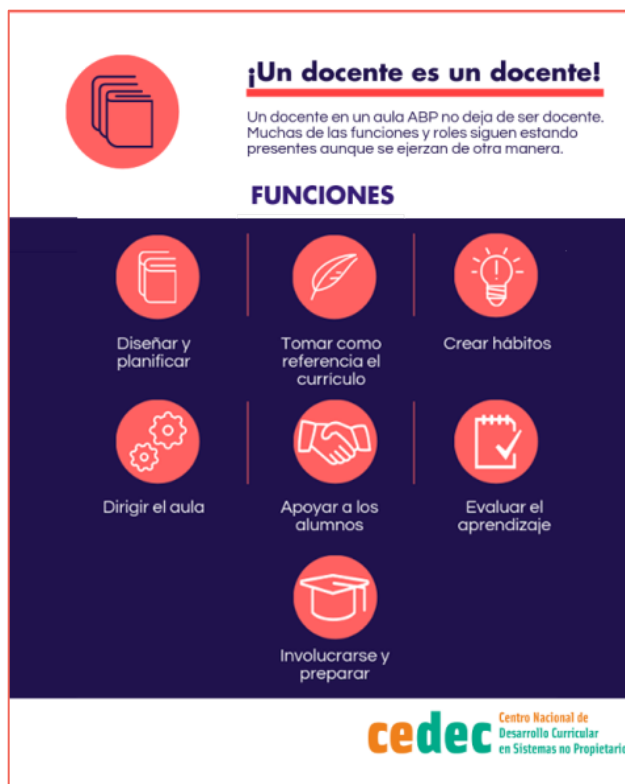 ¡Un docente es un docente!
Un docente en un aula ABP no deja de ser docente.
Muchas de las funciones y roles siguen estando
presentes aunque se ejerzan de otra manera.
FUNCIONES
Diseñar y
planificar
Tomar como
referencia el
currículo
Crear hábitos
Dirigir el aula
Apoyar a los
alumnos
Evaluar el
aprendizaje
Involucrarse y
preparar
cedec
Centro Nacional de
Desarrollo Curricular
en Sistemas no Propietario